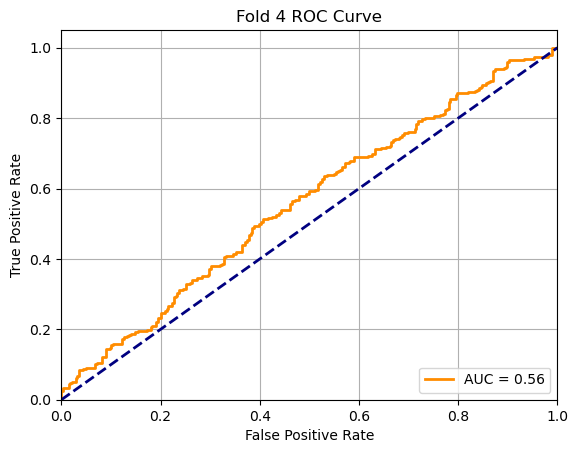 Fold 4 ROC Curve
True Positive Rate
1.0
0.8
0.6
0.4
0.2
0.0
AUC = 0.56
0.0 0.2 0.4 0.6 0.8 1.0
False Positive Rate